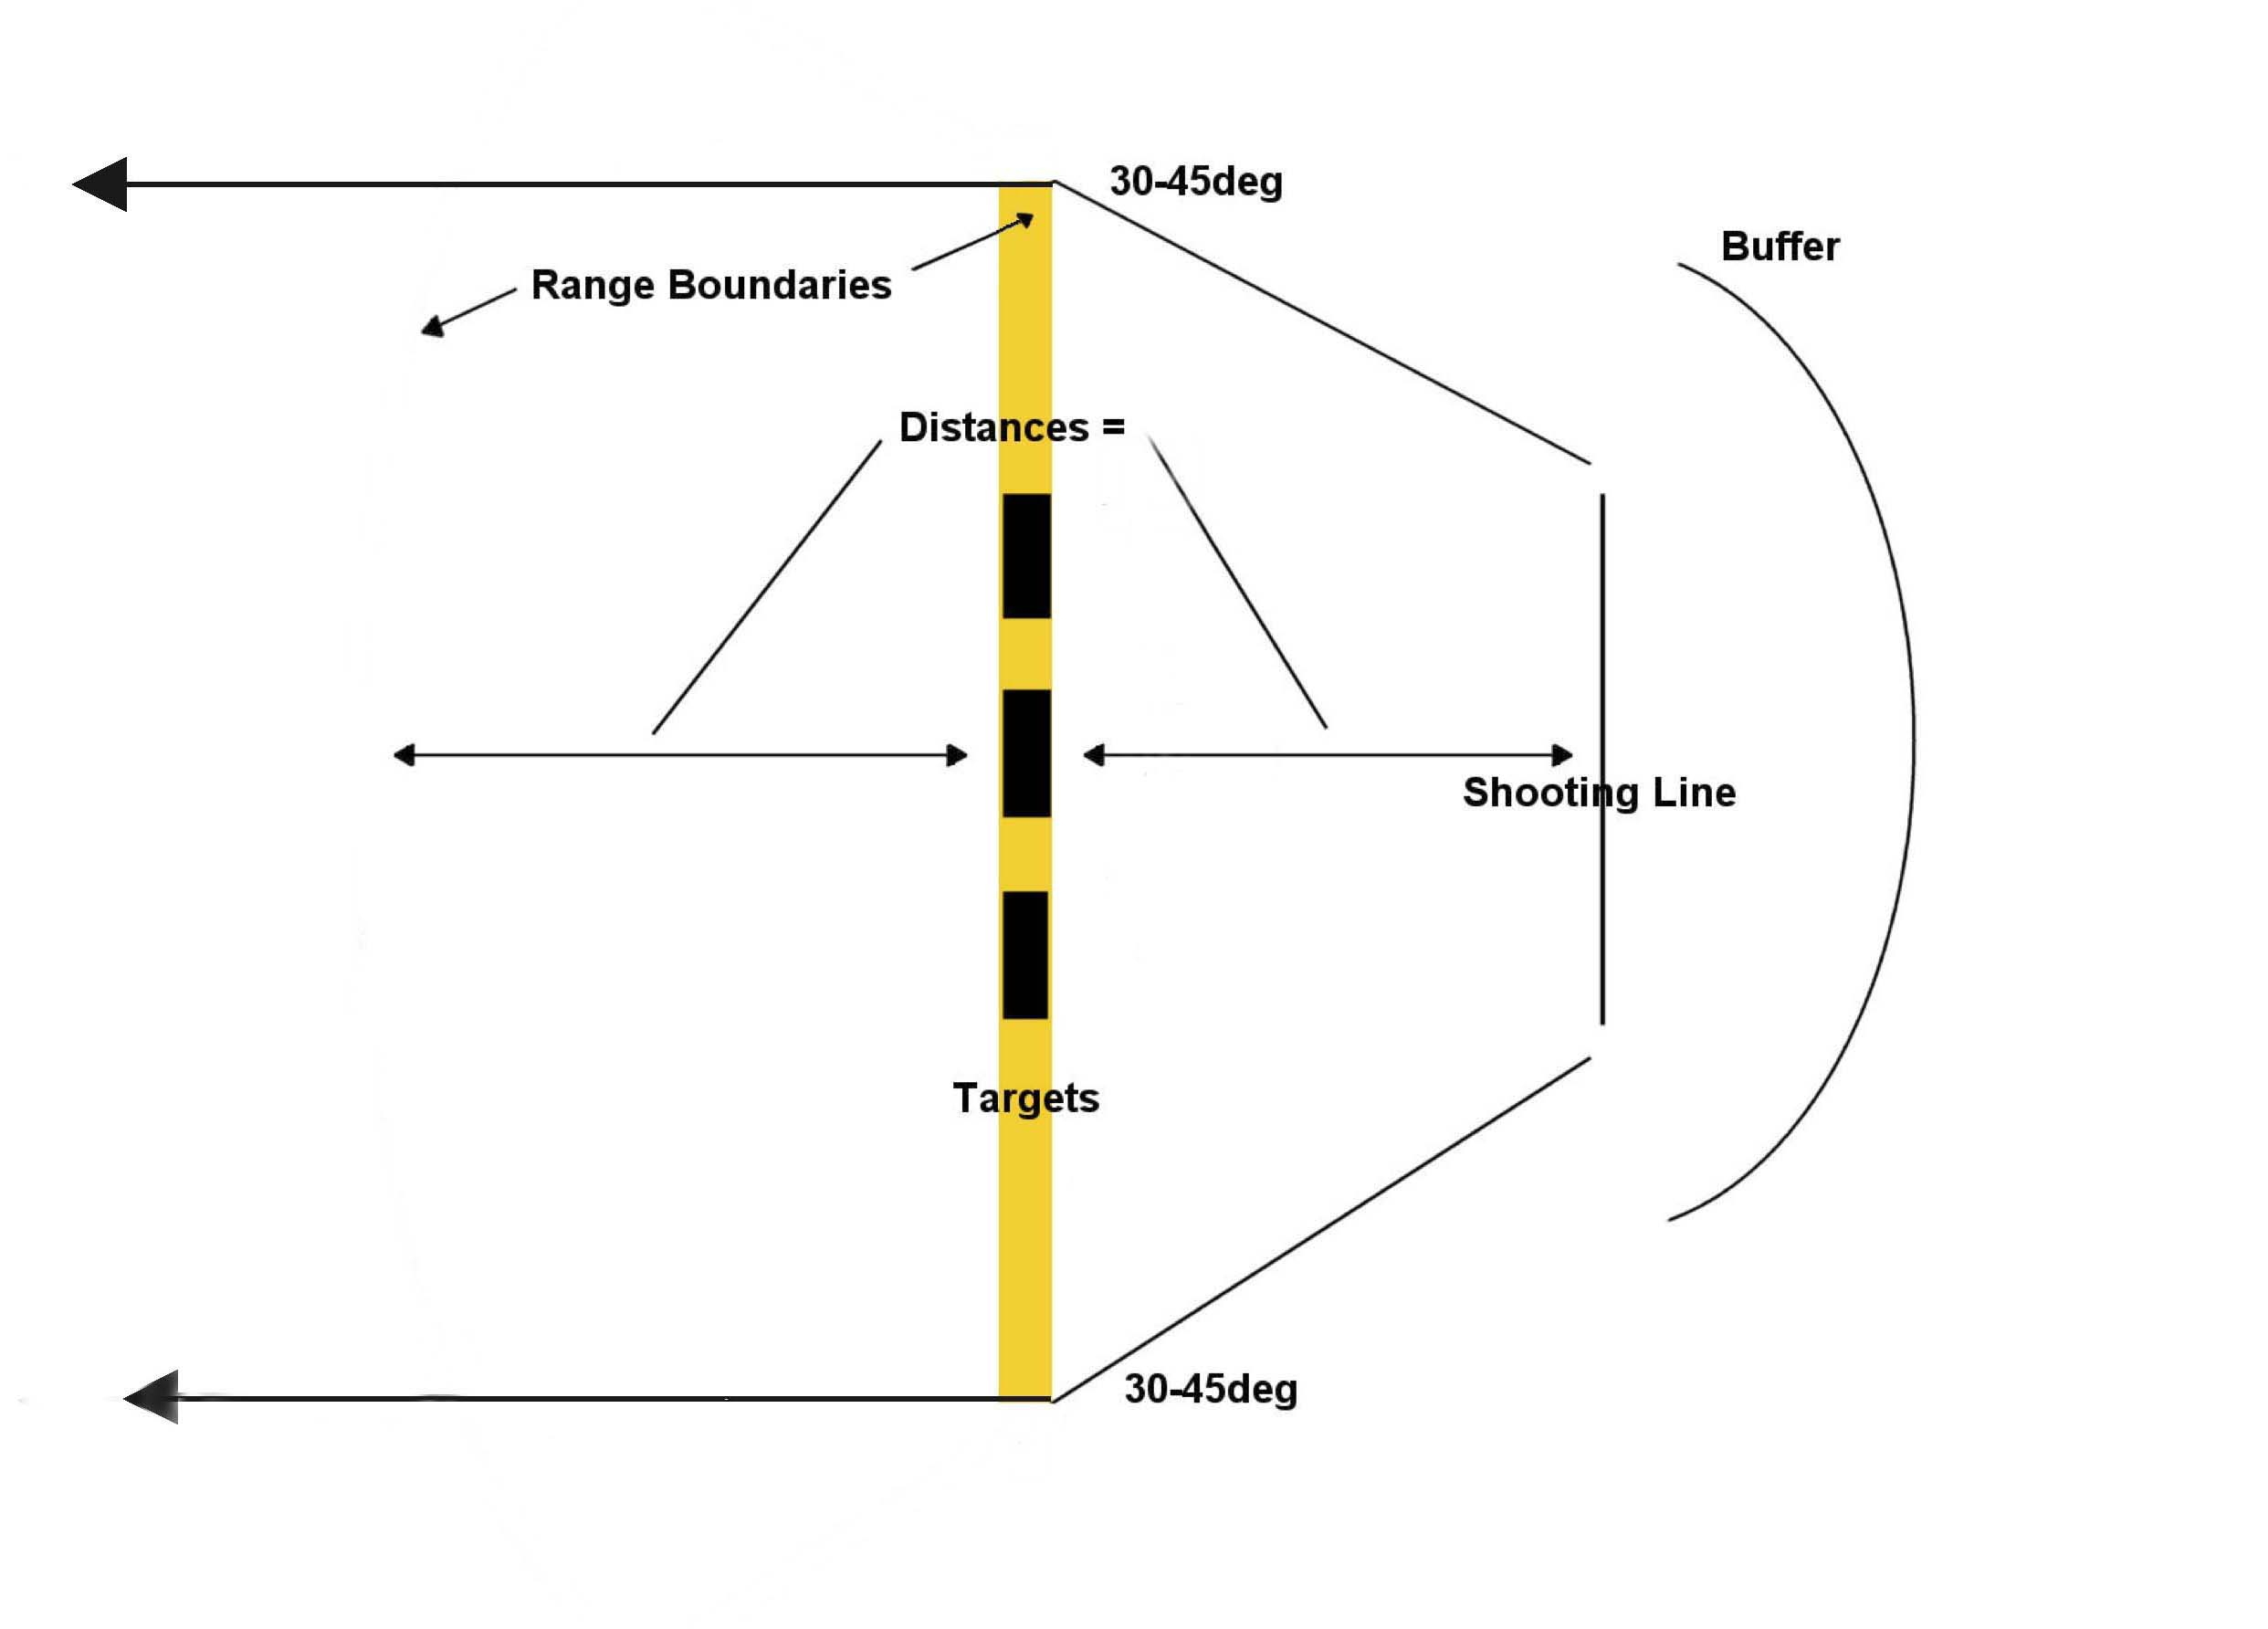 30-45deg
Buffer
Range Boundaries
Distances =
Shooting Line
Targets
30-45deg